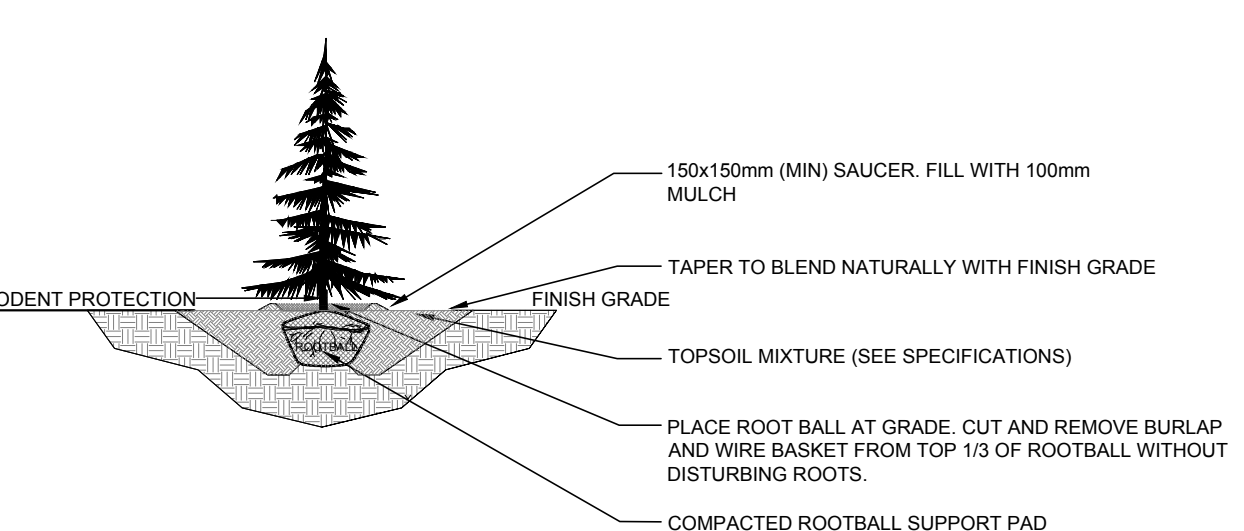 150x150mm (MIN) SAUCER. FILL WITH 100mm
MULCH
TAPER TO BLEND NATURALLY WITH FINISH GRADE
ODENT PROTECTION
FINISH GRADE
ROOTBALL
TOPSOIL MIXTURE (SEE SPECIFICATIONS)
PLACE ROOT BALL AT GRADE. CUT AND REMOVE BURLAP
AND WIRE BASKET FROM TOP 1/3 OF ROOTBALL WITHOUT
DISTURBING ROOTS.
COMPACTED ROOTBALL SUPPORT PAD